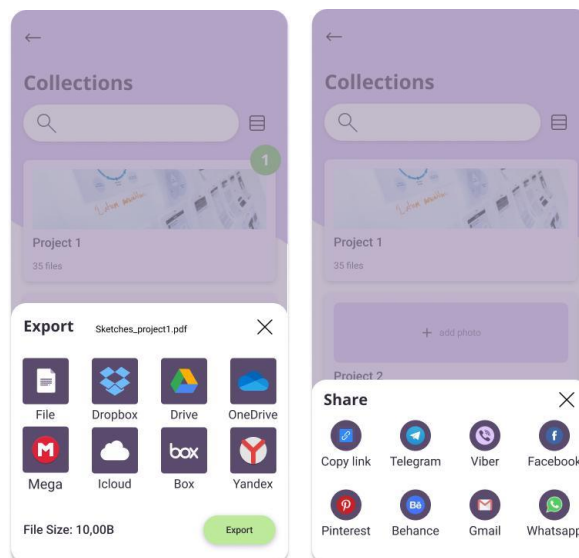 Collections
1
Project 1
35 files
Export Sketches_project1.pdf
File Dropbox Drive OneDrive
Mega Icloud Box Yandex
File Size: 10,00B Export
Collections
Project 1
35 files
+ add photo
Project 2
Share
Copy link Telegram Viber Facebook
Pinterest Behance Gmail Whatsapp